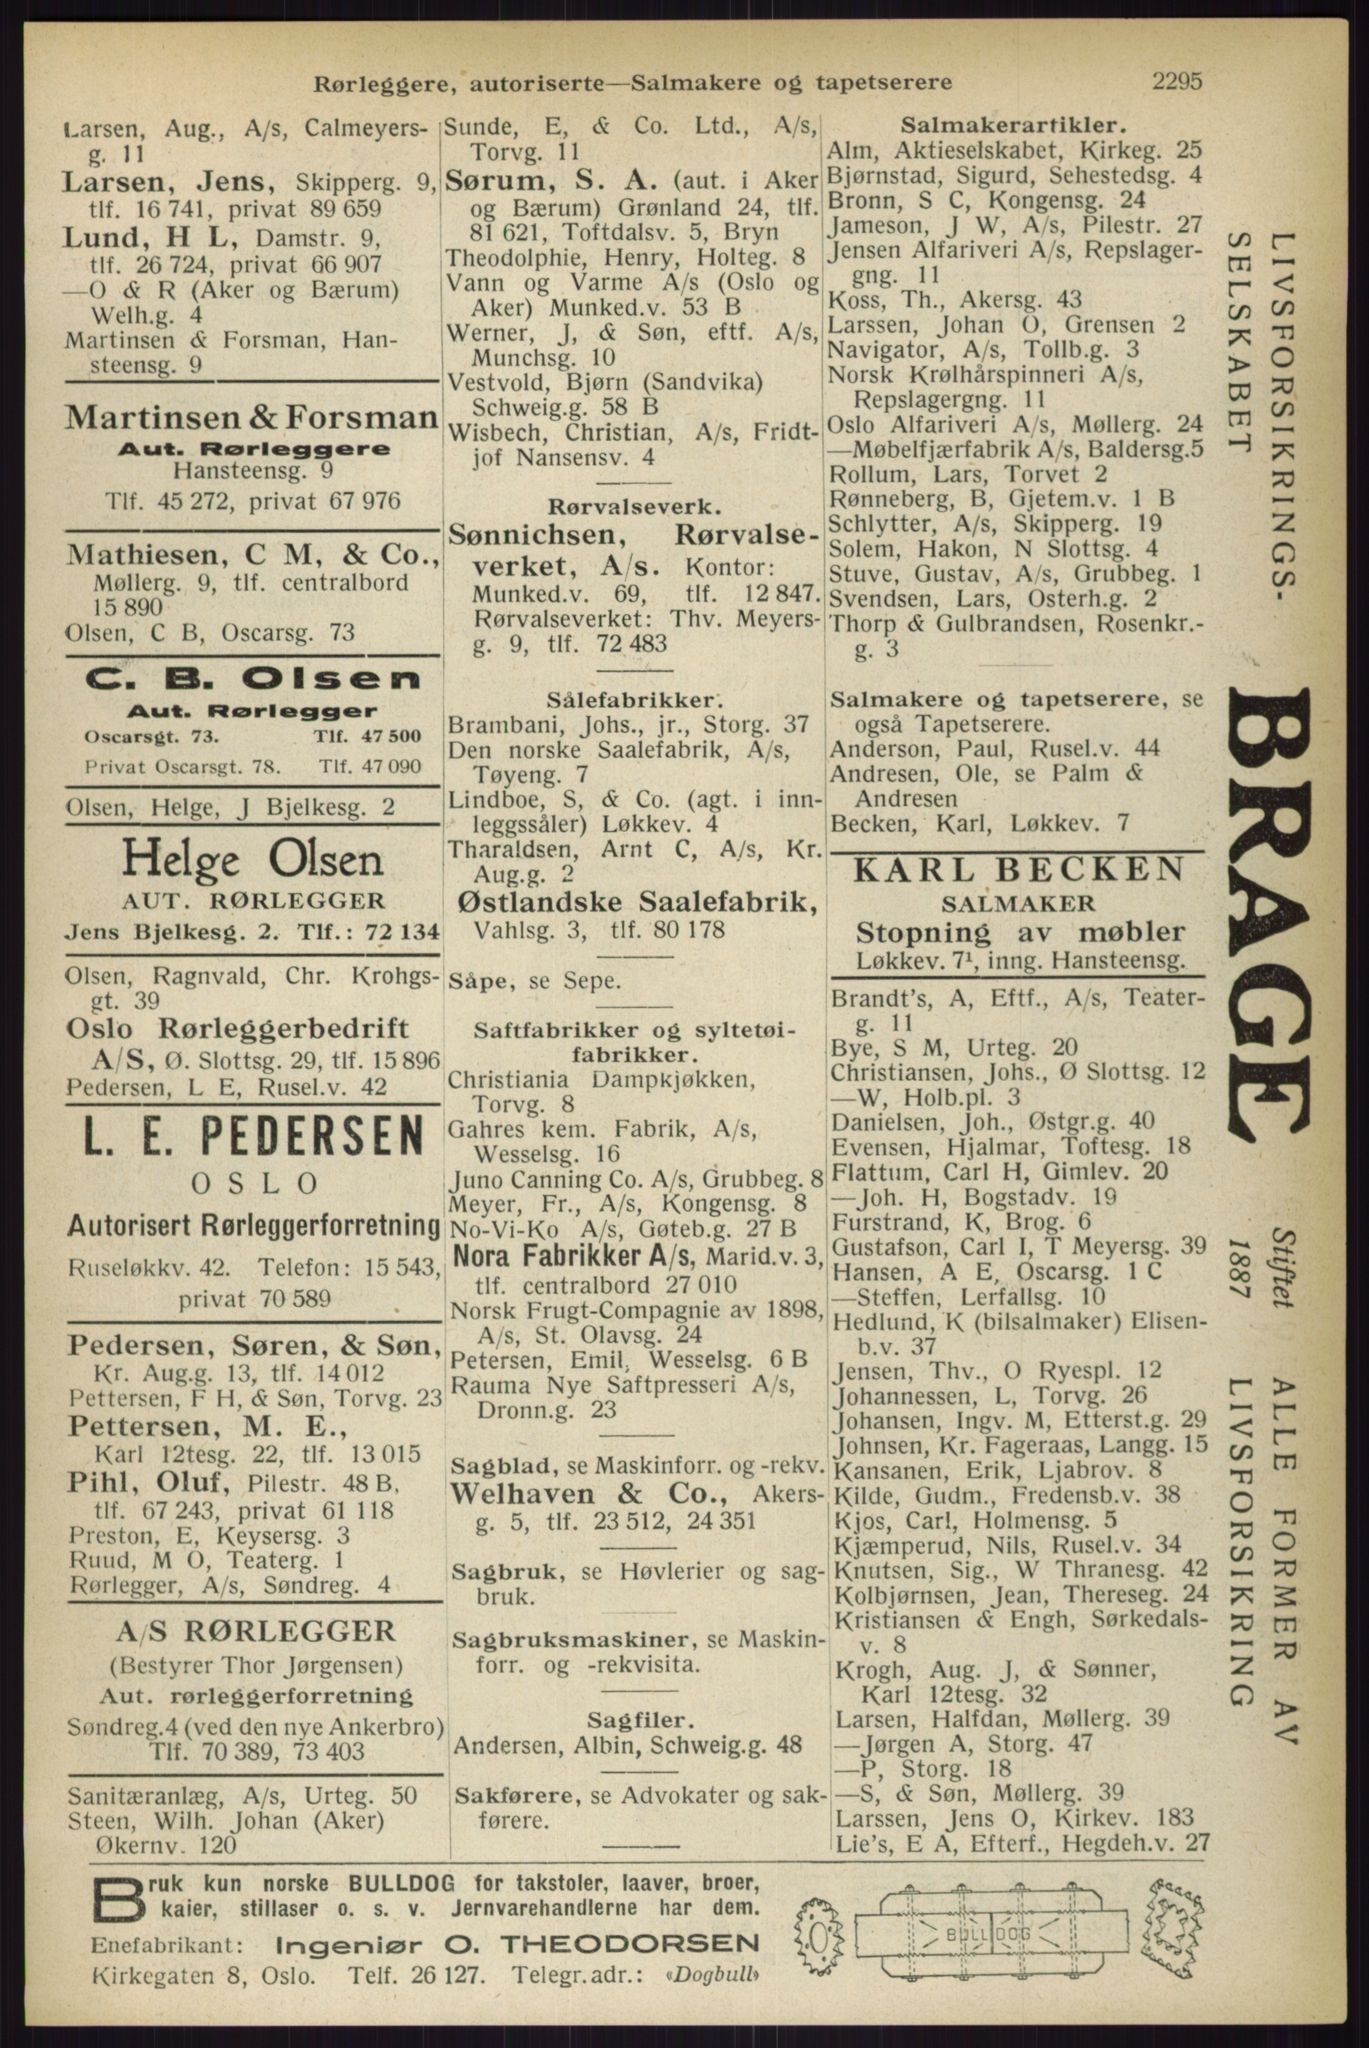 Rørleggere, autoriserte—Salmakere og tapetserere 2295
Larsen, Aug., A/s, Calmeyers-
g. 11
Larsen, Jens, Skipperg. 9,
tlf. 16 741, privat 89 659
Lund, H L, Damstr. 9,
tlf. 26 724, privat 66 907
—O & R (Aker og Bærum)
Welh.g. 4
Martinsen & Forsman, Han-
steensg. 9
Martinsen & Forsman
Aut. Rørleggere
Hansteensg. 9
Tlf. 45 272, privat 67 976
Mathiesen, C M, & Co.,
Møllerg. 9, tlf. centralbord
15 890
Olsen, C B, Oscarsg. 73
C. B. Olsen
Aut. Rørlegger
Oscarsgt. 73. Tlf. 47 500
Privat Oscarsgt. 78. Tlf. 47 090
Olsen, Helge, J Bjelkesg. 2
Helge Olsen
AUT. RØRLEGGER
Jens Bjelkesg. 2. Tlf.: 72 134
Olsen, Ragnvald, Chr. Krohgs-
gt. 39
Oslo Rørleggerbedrift
A/S, Ø. Slottsg. 29, tlf. 15 896
Pedersen, L E, Rusel.v. 42
L. E. PEDERSEN
OSLO
Autorisert Rørleggerforretning
Ruseløkkv. 42. Telefon: 15 543,
privat 70 589
Pedersen, Søren, & Søn,
Kr. Aug.g. 13, tlf. 14 012
Pettersen, F H, & Søn, Torvg. 23
Pettersen, M. E.,
Karl 12tesg. 22, tlf. 13 015
Pihl, Oluf, Pilestr. 48 B,
tlf. 67 243, privat 61 118
Preston, E, Keysersg. 3
Ruud, M O, Teaterg. 1
Rørlegger, A/s, Søndreg. 4
A/S RØRLEGGER
(Bestyrer Thor Jørgensen)
Aut. rørleggerforretning
Søndreg.4 (ved den nye Ankerbro)
Tlf. 70 389, 73 403
Sanitæranlæg, A/s, Urteg. 50
Steen, Wilh. Johan (Aker)
Økernv. 120
Sunde, E, & Co. Ltd., A/s,
Torvg. 11
Sørum, S. A. (aut. i Aker
og Bærum) Grønland 24, tlf.
81 621, Toftdalsv. 5, Bryn
Theodolphie, Henry, Holteg. 8
Vann og Varme A/s (Oslo og
Aker) Munked.v. 53 B
Werner, J, & Søn, eftf. A/s,
Munchsg. 10
Vestvold, Bjørn (Sandvika)
Schweig.g. 58 B
Wisbech, Christian, A/s, Fridt-
jof Nansensv. 4
Rørvalseverk.
Sønnichsen, Rørvalse-
verket, A/s. Kontor:
Munked.v. 69, tlf. 12 847.
Rørvalseverket: Thv. Meyers-
g. 9, tlf. 72 483
Sålefabrikker.
Brambani, Johs., jr., Storg. 37
Den norske Saalefabrik, A/s,
Tøyeng. 7
Lindboe, S, & Co. (agt. i inn-
leggssåler) Løkkev. 4
Tharaldsen, Arnt C, A/s, Kr.
Aug.g. 2
Østlandske Saalefabrik,
Vahlsg. 3, tlf. 80 178
Såpe, se Sepe.
Saftfabrikker og syltetøi-
fabrikker.
Christiania Dampkjøkken,
Torvg. 8
Gahres kem. Fabrik, A/s,
Wesselsg. 16
Juno Canning Co. A/s, Grubbeg. 8
Meyer, Fr., A/s, Kongensg. 8
No-Vi-Ko A/s, Gøteb.g. 27 B
Nora Fabrikker A/s, Marid.v. 3,
tlf. centralbord 27 010
Norsk Frugt-Compagnie av 1898,
A/s, St. Olavsg. 24
Petersen, Emil, Wesselsg. 6 B
Rauma Nye Saftpresseri A/s,
Dronn.g. 23
Sagblad, se Maskinforr. og -rekv.
Welhaven & Co., Akers-
g. 5, tlf. 23 512, 24 351
Sagbruk, se Høvlerier og sag-
bruk.
Sagbruksmaskiner, se Maskin-
forr. og -rekvisita.
Sagfiler.
Andersen, Albin, Schweig.g. 48
Sakførere, se Advokater og sak-
førere.
Salmakerartikler.
Alm, Aktieselskabet, Kirkeg. 25
Bjørnstad, Sigurd, Sehestedsg. 4
Bronn, S C, Kongensg. 24
Jameson, J W, A/s, Pilestr. 27
Jensen Alfariveri A/s, Repslager-
gng. 11
Koss, Th., Akersg. 43
Larssen, Johan O, Grensen 2
Navigator, A/s, Tollb.g. 3
Norsk Krølhårspinneri A/s,
Repslagergng. 11
Oslo Alfariveri A/s, Møllerg. 24
—Møbelfjærfabrik A/s, Baldersg.5
Rollum, Lars, Torvet 2
Rønneberg, B, Gjetem.v. 1 B
Schlytter, A/s, Skipperg. 19
Solem, Hakon, N Slottsg. 4
Stuve, Gustav, A/s, Grubbeg. 1
Svendsen, Lars, Osterh.g. 2
Thorp & Gulbrandsen, Rosenkr.-
g. 3
Salmakere og tapetserere, se
også Tapetserere.
Anderson, Paul, Rusel.v. 44
Andresen, Ole, se Palm &
Andresen
Becken, Karl, Løkkev. 7
KARL BECKEN
SALMAKER
Stopning av møbler
Løkkev. 7¹, inng. Hansteensg.
Brandt's, A, Eftf., A/s, Teater-
g. 11
Bye, S M, Urteg. 20
Christiansen, Johs., Ø Slottsg. 12
—W, Holb.pl. 3
Danielsen, Joh., Østgr.g. 40
Evensen, Hjalmar, Toftesg. 18
Flattum, Carl H, Gimlev. 20
—Joh. H, Bogstadv. 19
Furstrand, K, Brog. 6
Gustafson, Carl I, T Meyersg. 39
Hansen, A E, Oscarsg. 1 C
—Steffen, Lerfallsg. 10
Hedlund, K (bilsalmaker) Elisen-
b.v. 37
Jensen, Thv., O Ryespl. 12
Johannessen, L, Torvg. 26
Johansen, Ingv. M, Etterst.g. 29
Johnsen, Kr. Fageraas, Langg. 15
Kansanen, Erik, Ljabrov. 8
Kilde, Gudm., Fredensb.v. 38
Kjos, Carl, Holmensg. 5
Kjæmperud, Nils, Rusel.v. 34
Knutsen, Sig., W Thranesg. 42
Kolbjørnsen, Jean, Thereseg. 24
Kristiansen & Engh, Sørkedals-
v. 8
Krogh, Aug. J, & Sønner,
Karl 12tesg. 32
Larsen, Halfdan, Møllerg. 39
—Jørgen A, Storg. 47
—P, Storg. 18
—S, & Søn, Møllerg. 39
Larssen, Jens O, Kirkev. 183
Lie's, E A, Efterf., Hegdeh.v. 27
LIVSFORSIKRINGS-
SELSKABET
BRAGE
Stiftet
1887
ALLE FORMER AV
LIVSFORSIKRING
Bruk kun norske BULLDOG for takstoler, laaver, broer,
kaier, stillaser o. s. v. Jernvarehandlerne har dem.
Enefabrikant: Ingeniør O. THEODORSEN
Kirkegaten 8, Oslo. Telf. 26 127. Telegr.adr.: «Dogbull»
BULLDOG